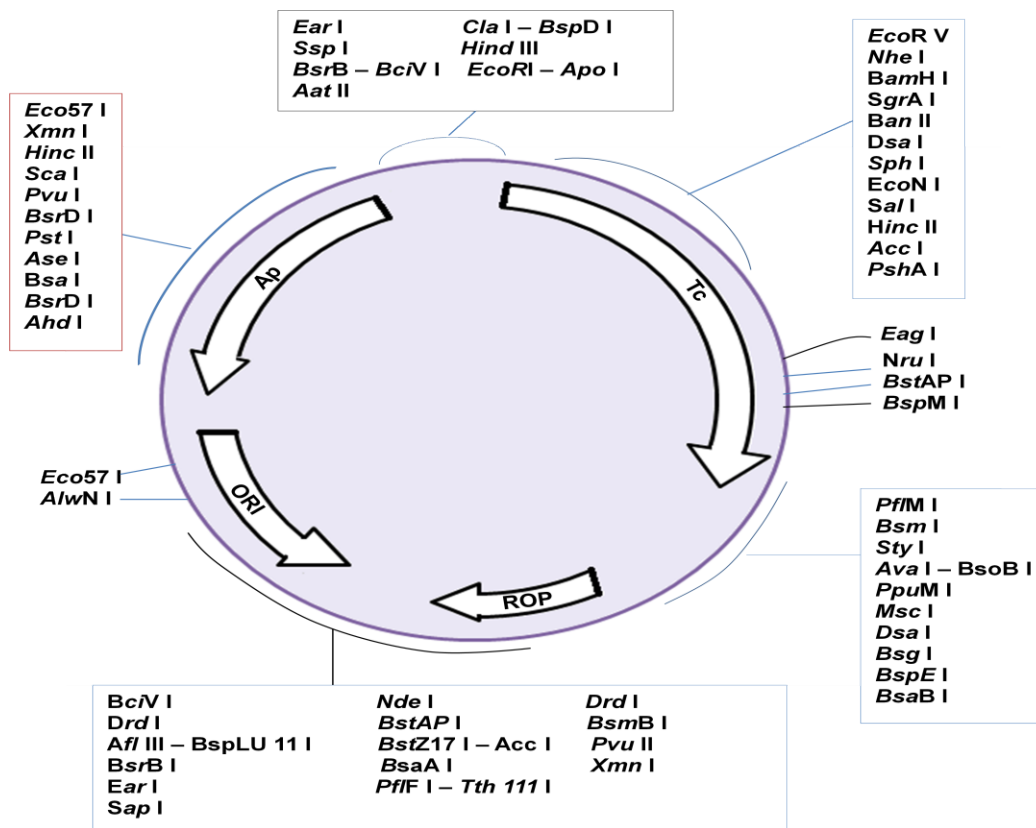 Ear I
Ssp I
BsrB – BciV I
Aat II
Cla I – BspD I
Hind III
EcoRI – Apo I
Eco57 I
Xmn I
Hinc II
Sca I
Pvu I
BsrD I
Pst I
Ase I
Bsa I
BsrD I
Ahd I
EcoR V
Nhe I
BamH I
SgrA I
Ban II
Dsa I
Sph I
EcoN I
Sal I
Hinc II
Acc I
PshA I
Ap
Tc
Eag I
Nru I
BstAP I
BspM I
Eco57 I
AlwN I
ORI
ROP
PflM I
Bsm I
Sty I
Ava I – BsoB I
PpuM I
Msc I
Dsa I
Bsg I
BspE I
BsaB I
BciV I
Drd I
Afl III – BspLU 11 I
BsrB I
Ear I
Sap I
Nde I
BstAP I
BstZ17 I – Acc I
BsaA I
PflF I – Tth 111 I
Drd I
BsmB I
Pvu II
Xmn I